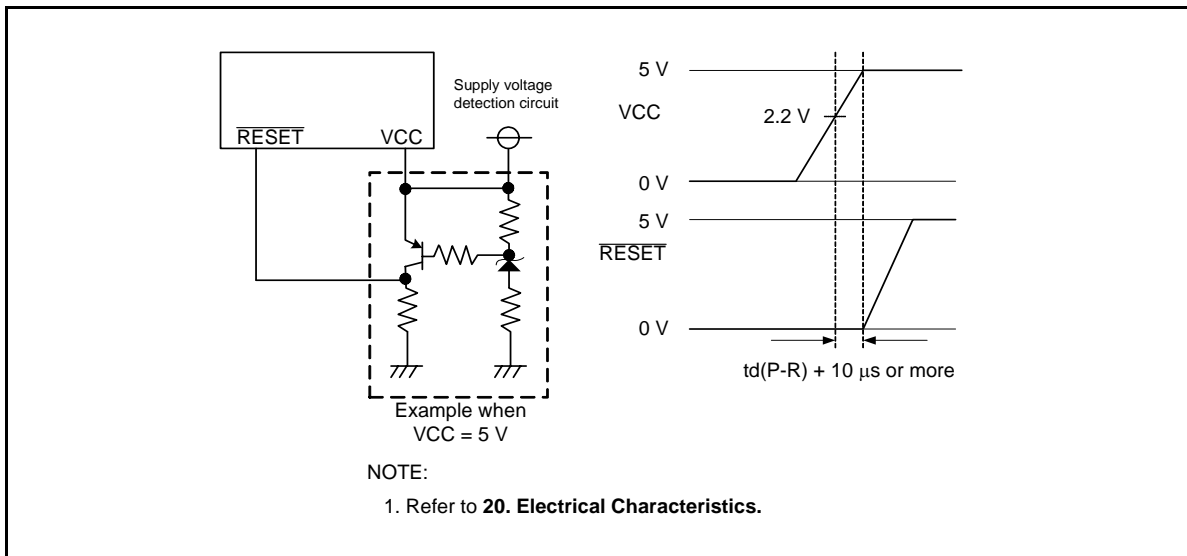 RESET VCC
Supply voltage
detection circuit
Example when
VCC = 5 V
5 V
VCC
2.2 V
0 V
5 V
RESET
0 V
td(P-R) + 10 μs or more
NOTE:
1. Refer to 20. Electrical Characteristics.